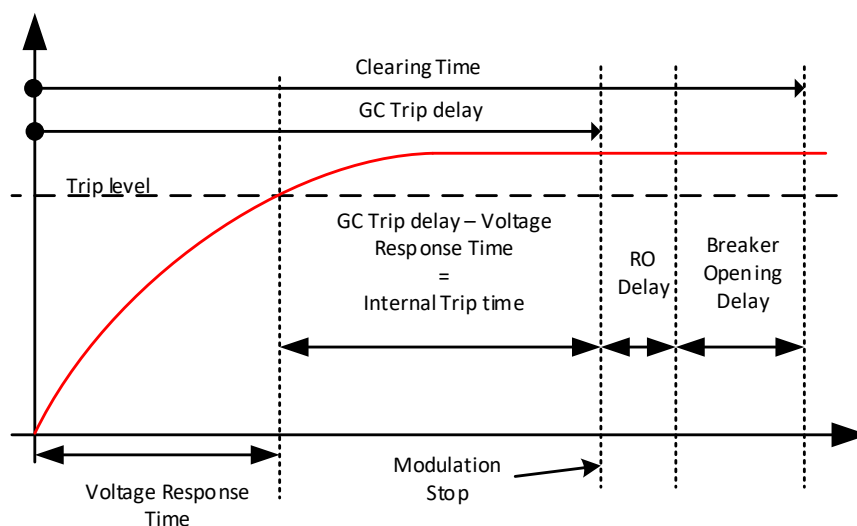 Clearing Time
GC Trip delay
Trip level
GC Trip delay – Voltage
Response Time
=
Internal Trip time
RO
Delay
Breaker
Opening
Delay
Voltage Response
Time
Modulation
Stop